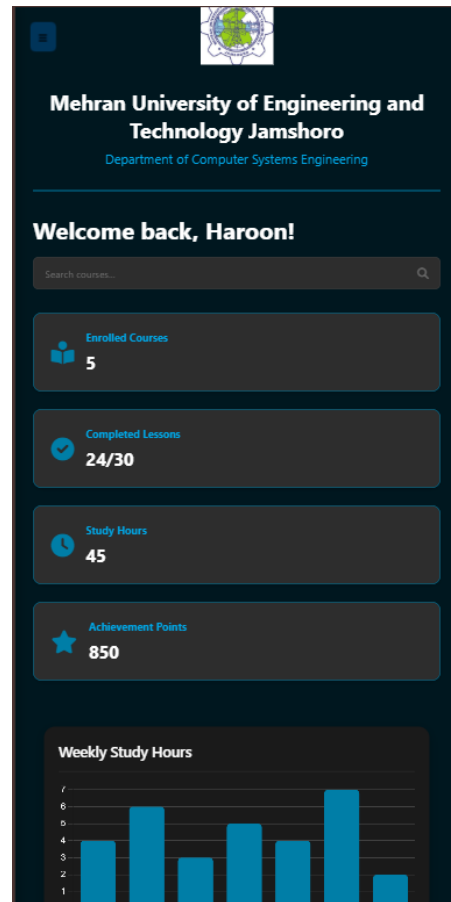 Mehran University of Engineering and
Technology Jamshoro
Department of Computer Systems Engineering
Welcome back, Haroon!
Search courses...
Enrolled Courses
5
Completed Lessons
24/30
Study Hours
45
Achievement Points
850
Weekly Study Hours
7
6
5
4
3
2
1